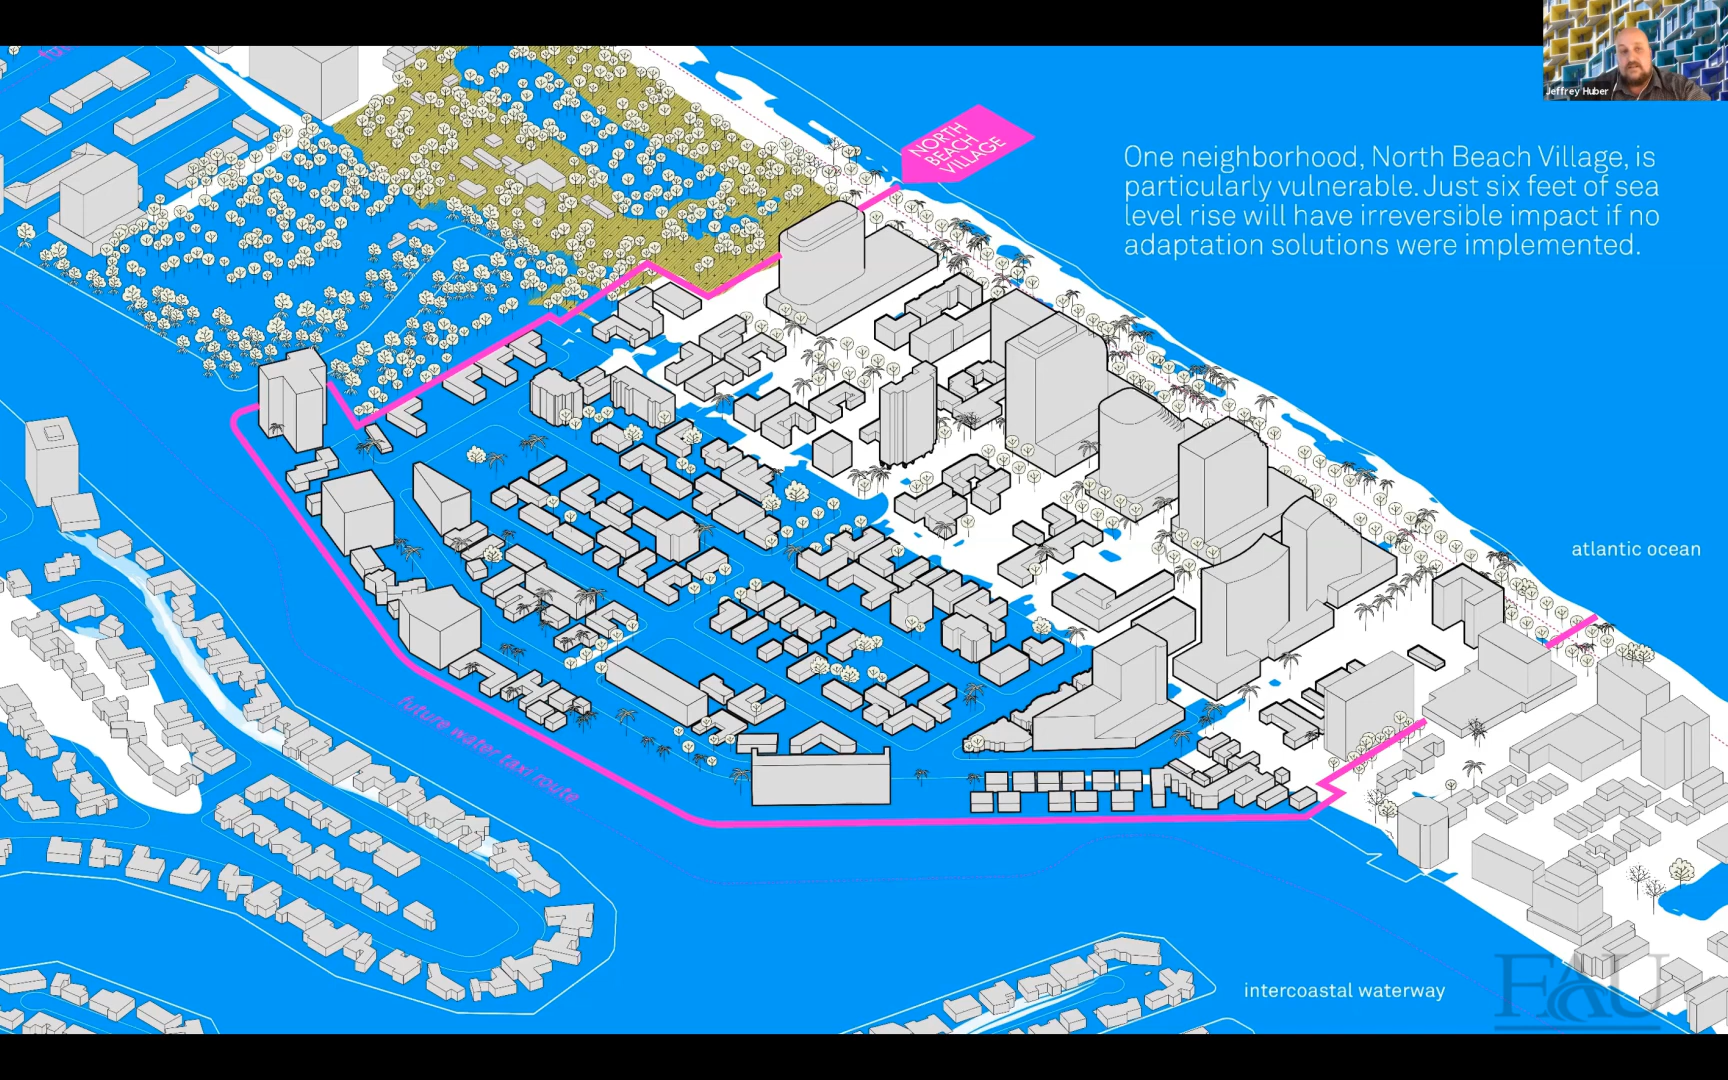 Jeffrey Huber
NORTH
BEACH
VILLAGE
One neighborhood, North Beach Village, is
particularly vulnerable. Just six feet of sea
level rise will have irreversible impact if no
adaptation solutions were implemented.
atlantic ocean
future water taxi route
intercoastal waterway
FAU